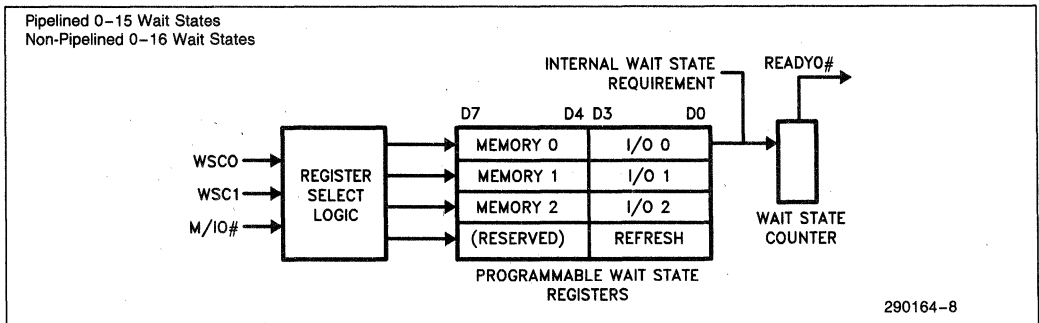 Pipelined 0–15 Wait States
Non-Pipelined 0–16 Wait States
INTERNAL WAIT STATE
REQUIREMENT
READYO#
D7
D4
D3
D0
WSC0
WSC1
M/IO#
REGISTER
SELECT
LOGIC
MEMORY 0
I/O 0
MEMORY 1
I/O 1
MEMORY 2
I/O 2
(RESERVED)
REFRESH
WAIT STATE
COUNTER
PROGRAMMABLE WAIT STATE
REGISTERS
290164–8